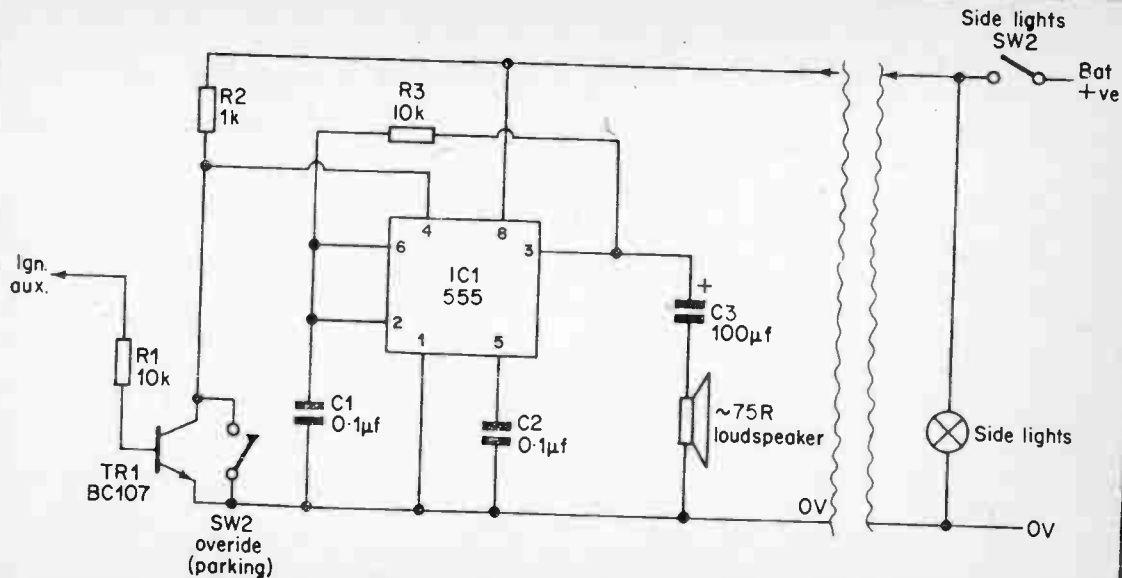 Side lights
SW2
Bat
+ve
R2
1k
R3
10k
4
8
6
3
IC1
555
2
1
5
Ign.
aux.
+
C3
100µf
R1
10k
C1
0·1µf
C2
0·1µf
~75R
loudspeaker
Side lights
TR1
BC107
SW2
overide
(parking)
0V
0V